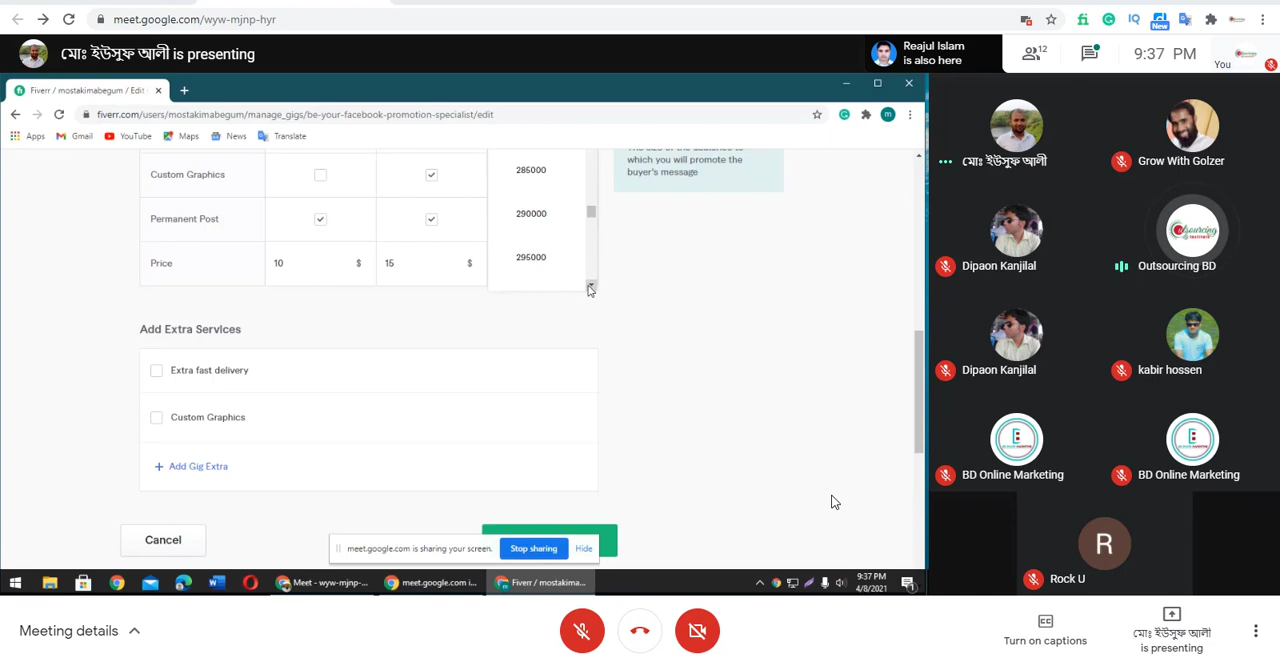 meet.google.com/wyw-mjnp-hyr
New
মোঃ ইউসুফ আলী is presenting
Reajul Islam
is also here
12
9:37 PM
You
Fiverr / mostakimabegum / Edit
fiverr.com/users/mostakimabegum/manage_gigs/be-your-facebook-promotion-specialist/edit
m
Apps
Gmail
YouTube
Maps
News
Translate
which you will promote the
buyer's message
Custom Graphics
285000
Permanent Post
290000
Price
10
$
15
$
295000
Add Extra Services
Extra fast delivery
Custom Graphics
+ Add Gig Extra
Cancel
meet.google.com is sharing your screen.
Stop sharing
Hide
Meet - wyw-mjnp-...
meet.google.com i...
Fiverr / mostakima...
9:37 PM
4/8/2021
1
মোঃ ইউসুফ আলী
Grow With Golzer
Dipaon Kanjilal
Outsourcing BD
Dipaon Kanjilal
kabir hossen
BD Online Marketing
BD Online Marketing
R
Rock U
Meeting details
Turn on captions
মোঃ ইউসুফ আলী
is presenting